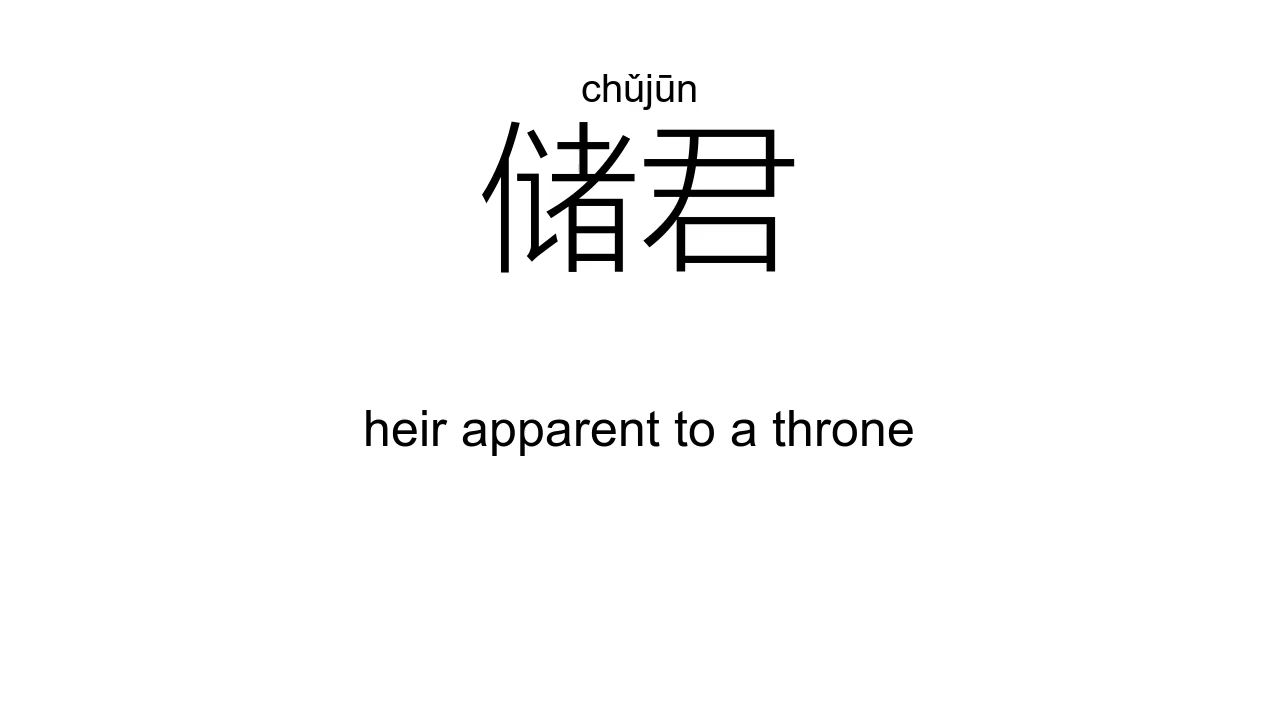 chǔjūn
储君
heir apparent to a throne